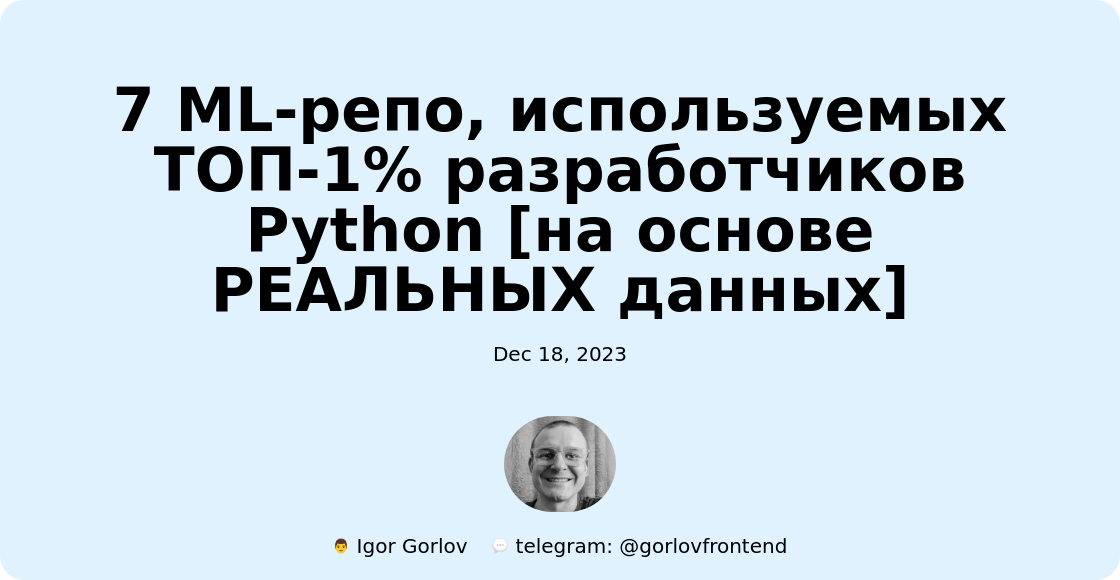 7 ML-репо, используемых
ТОП-1% разработчиков
Python [на основе
РЕАЛЬНЫХ данных]
Dec 18, 2023
Igor Gorlov telegram: @gorlovfrontend